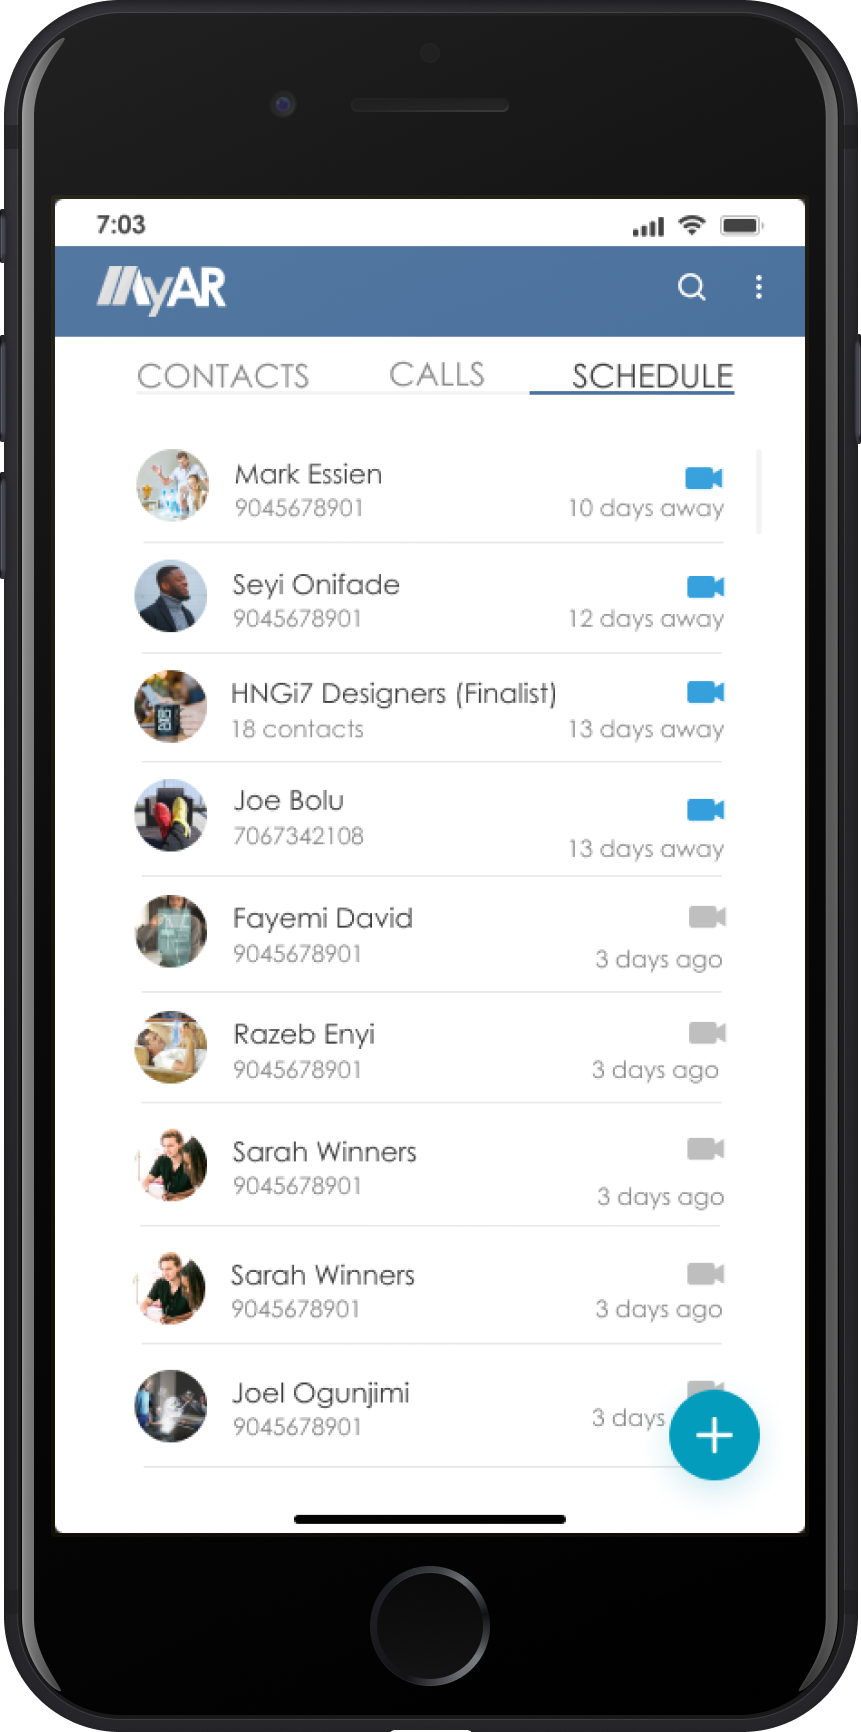 7:03
MyAR
CONTACTS CALLS SCHEDULE
Mark Essien
9045678901 10 days away
Seyi Onifade
9045678901 12 days away
HNGi7 Designers (Finalist)
18 contacts 13 days away
Joe Bolu
7067342108 13 days away
Fayemi David
9045678901 3 days ago
Razeb Enyi
9045678901 3 days ago
Sarah Winners
9045678901 3 days ago
Sarah Winners
9045678901 3 days ago
Joel Ogunjimi
9045678901 3 days